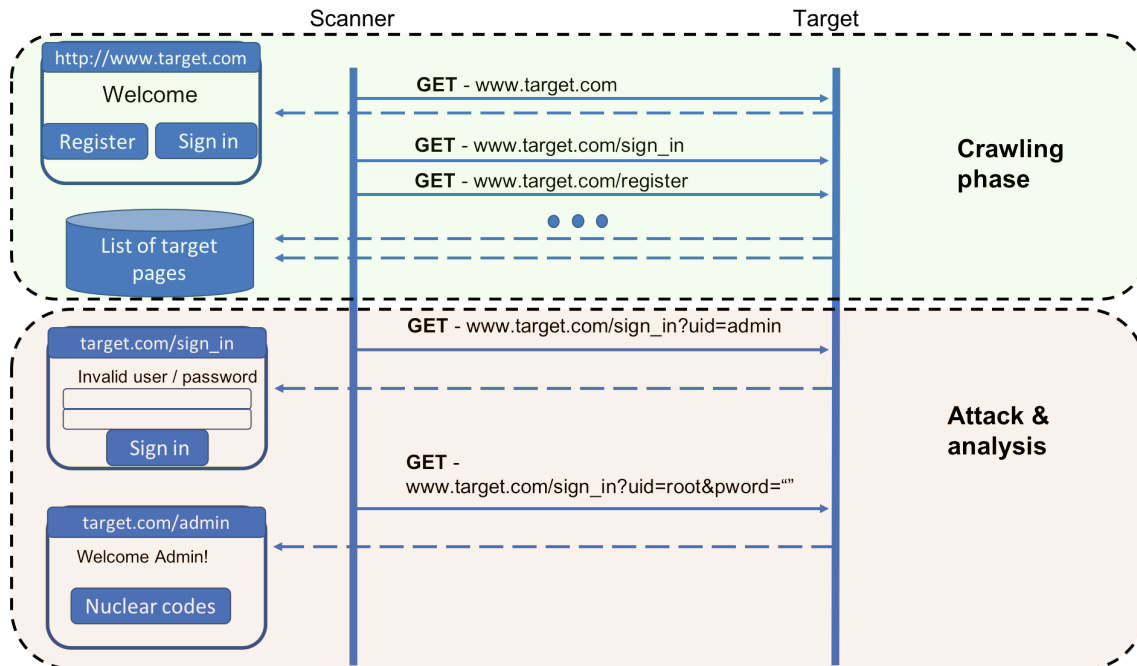 Scanner
Target
http://www.target.com
Welcome
Register
Sign in
GET - www.target.com
GET - www.target.com/sign_in
GET - www.target.com/register
Crawling
phase
List of target
pages
GET - www.target.com/sign_in?uid=admin
target.com/sign_in
Invalid user / password
Sign in
Attack &
analysis
GET -
www.target.com/sign_in?uid=root&pword=“”
target.com/admin
Welcome Admin!
Nuclear codes